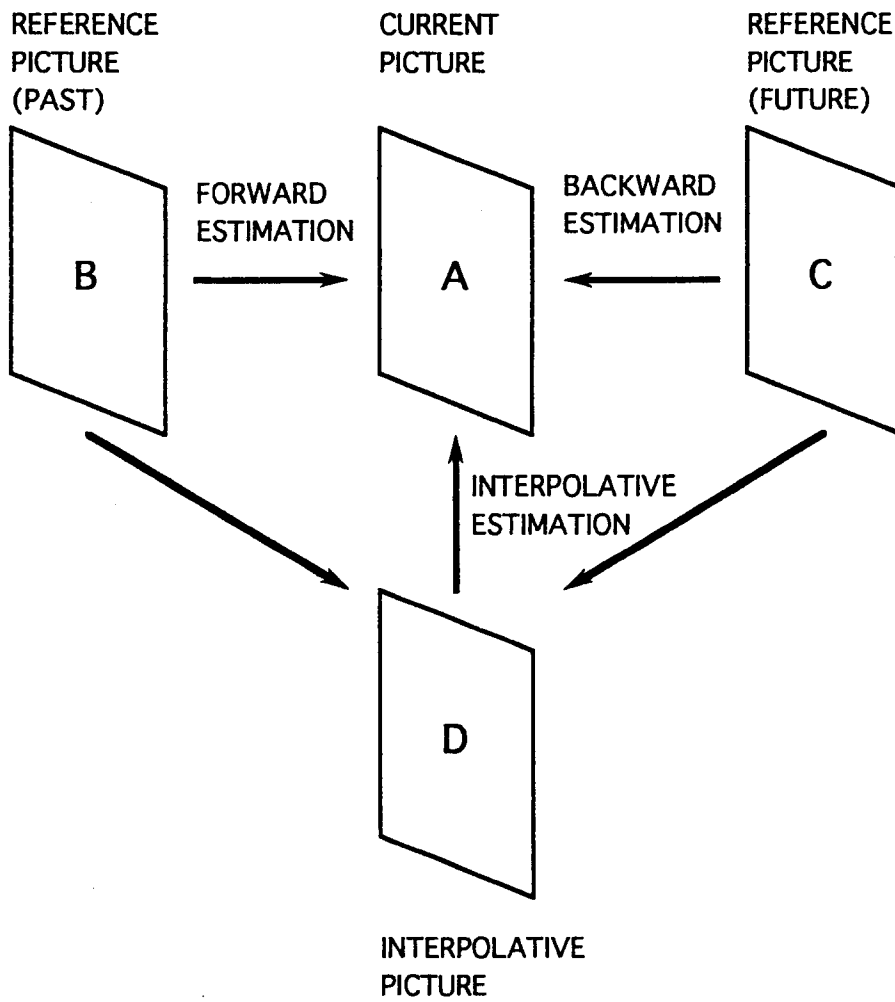 REFERENCE
PICTURE
(PAST)
CURRENT
PICTURE
REFERENCE
PICTURE
(FUTURE)
FORWARD
ESTIMATION
BACKWARD
ESTIMATION
B
A
C
INTERPOLATIVE
ESTIMATION
D
INTERPOLATIVE
PICTURE